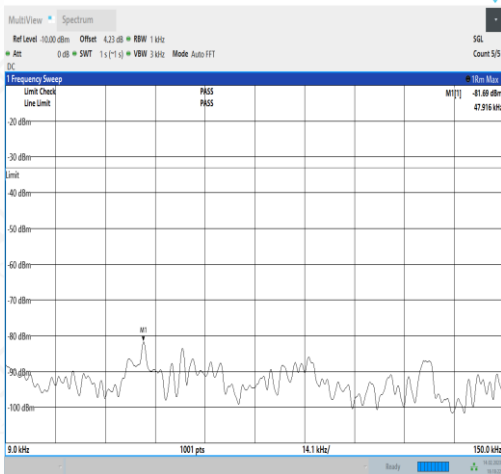 MultiView Spectrum
Ref Level -10.00 dBm Offset 4.23 dB RBW 1 kHz SGL
Att 0 dB SWT 1 s (~1 s) VBW 3 kHz Mode Auto FFT Count 5/5
DC
1 Frequency Sweep 1Rm Max
Limit Check PASS M1[1] -81.69 dBm
Line Limit PASS 47.916 kHz
-20 dBm
-30 dBm
Limit
-40 dBm
-50 dBm
-60 dBm
-70 dBm
M1
-80 dBm
-90 dBm
-100 dBm
9.0 kHz 1001 pts 14.1 kHz/ 150.0 kHz
Ready